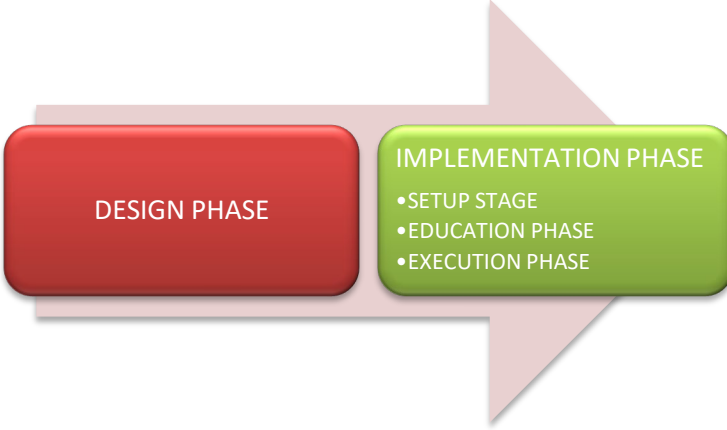 DESIGN PHASE
IMPLEMENTATION PHASE
•SETUP STAGE
•EDUCATION PHASE
•EXECUTION PHASE